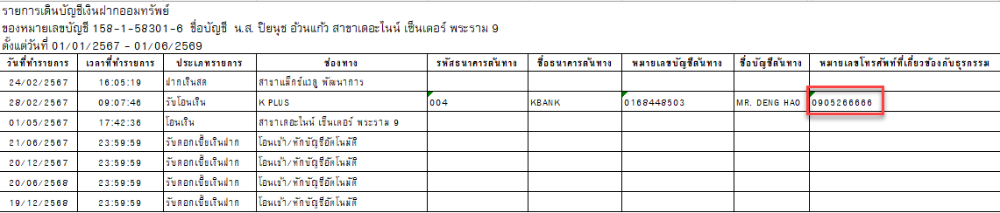 รายการเดินบัญชีเงินฝากออมทรัพย์
ของหมายเลขบัญชี 158-1-58301-6 ชื่อบัญชี น.ส. ปิยนุช อ้วนแก้ว สาขาเดอะไนน์ เซ็นเตอร์ พระราม 9
ตั้งแต่วันที่ 01/01/2567 - 01/06/2569
วันที่ทำรายการ เวลาที่ทำรายการ ประเภทรายการ ช่องทาง รหัสธนาคารต้นทาง ชื่อธนาคารต้นทาง หมายเลขบัญชีต้นทาง ชื่อบัญชีต้นทาง หมายเลขโทรศัพท์ที่เกี่ยวข้องกับธุรกรรม
24/02/2567 16:05:19 ฝากเงินสด สาขาแม็กซ์แวลู พัฒนาการ
28/02/2567 09:07:46 รับโอนเงิน K PLUS 004 KBANK 0168448503 MR. DENG HAO 0905266666
01/05/2567 17:42:36 โอนเงิน สาขาเดอะไนน์ เซ็นเตอร์ พระราม 9
21/06/2567 23:59:59 รับดอกเบี้ยเงินฝาก โอนเข้า/หักบัญชีอัตโนมัติ
20/12/2567 23:59:59 รับดอกเบี้ยเงินฝาก โอนเข้า/หักบัญชีอัตโนมัติ
20/06/2568 23:59:59 รับดอกเบี้ยเงินฝาก โอนเข้า/หักบัญชีอัตโนมัติ
19/12/2568 23:59:59 รับดอกเบี้ยเงินฝาก โอนเข้า/หักบัญชีอัตโนมัติ